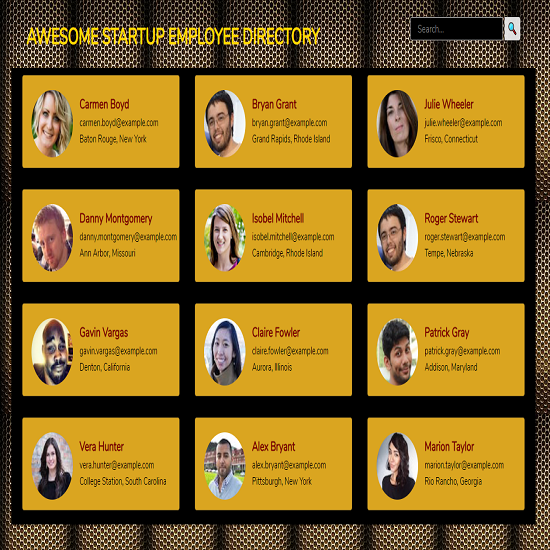 AWESOME STARTUP EMPLOYEE DIRECTORY
Search...
Carmen Boyd
carmen.boyd@example.com
Baton Rouge, New York
Bryan Grant
bryan.grant@example.com
Grand Rapids, Rhode Island
Julie Wheeler
julie.wheeler@example.com
Frisco, Connecticut
Danny Montgomery
danny.montgomery@example.com
Ann Arbor, Missouri
Isobel Mitchell
isobel.mitchell@example.com
Cambridge, Rhode Island
Roger Stewart
roger.stewart@example.com
Tempe, Nebraska
Gavin Vargas
gavin.vargas@example.com
Denton, California
Claire Fowler
claire.fowler@example.com
Aurora, Illinois
Patrick Gray
patrick.gray@example.com
Addison, Maryland
Vera Hunter
vera.hunter@example.com
College Station, South Carolina
Alex Bryant
alex.bryant@example.com
Pittsburgh, New York
Marion Taylor
marion.taylor@example.com
Rio Rancho, Georgia